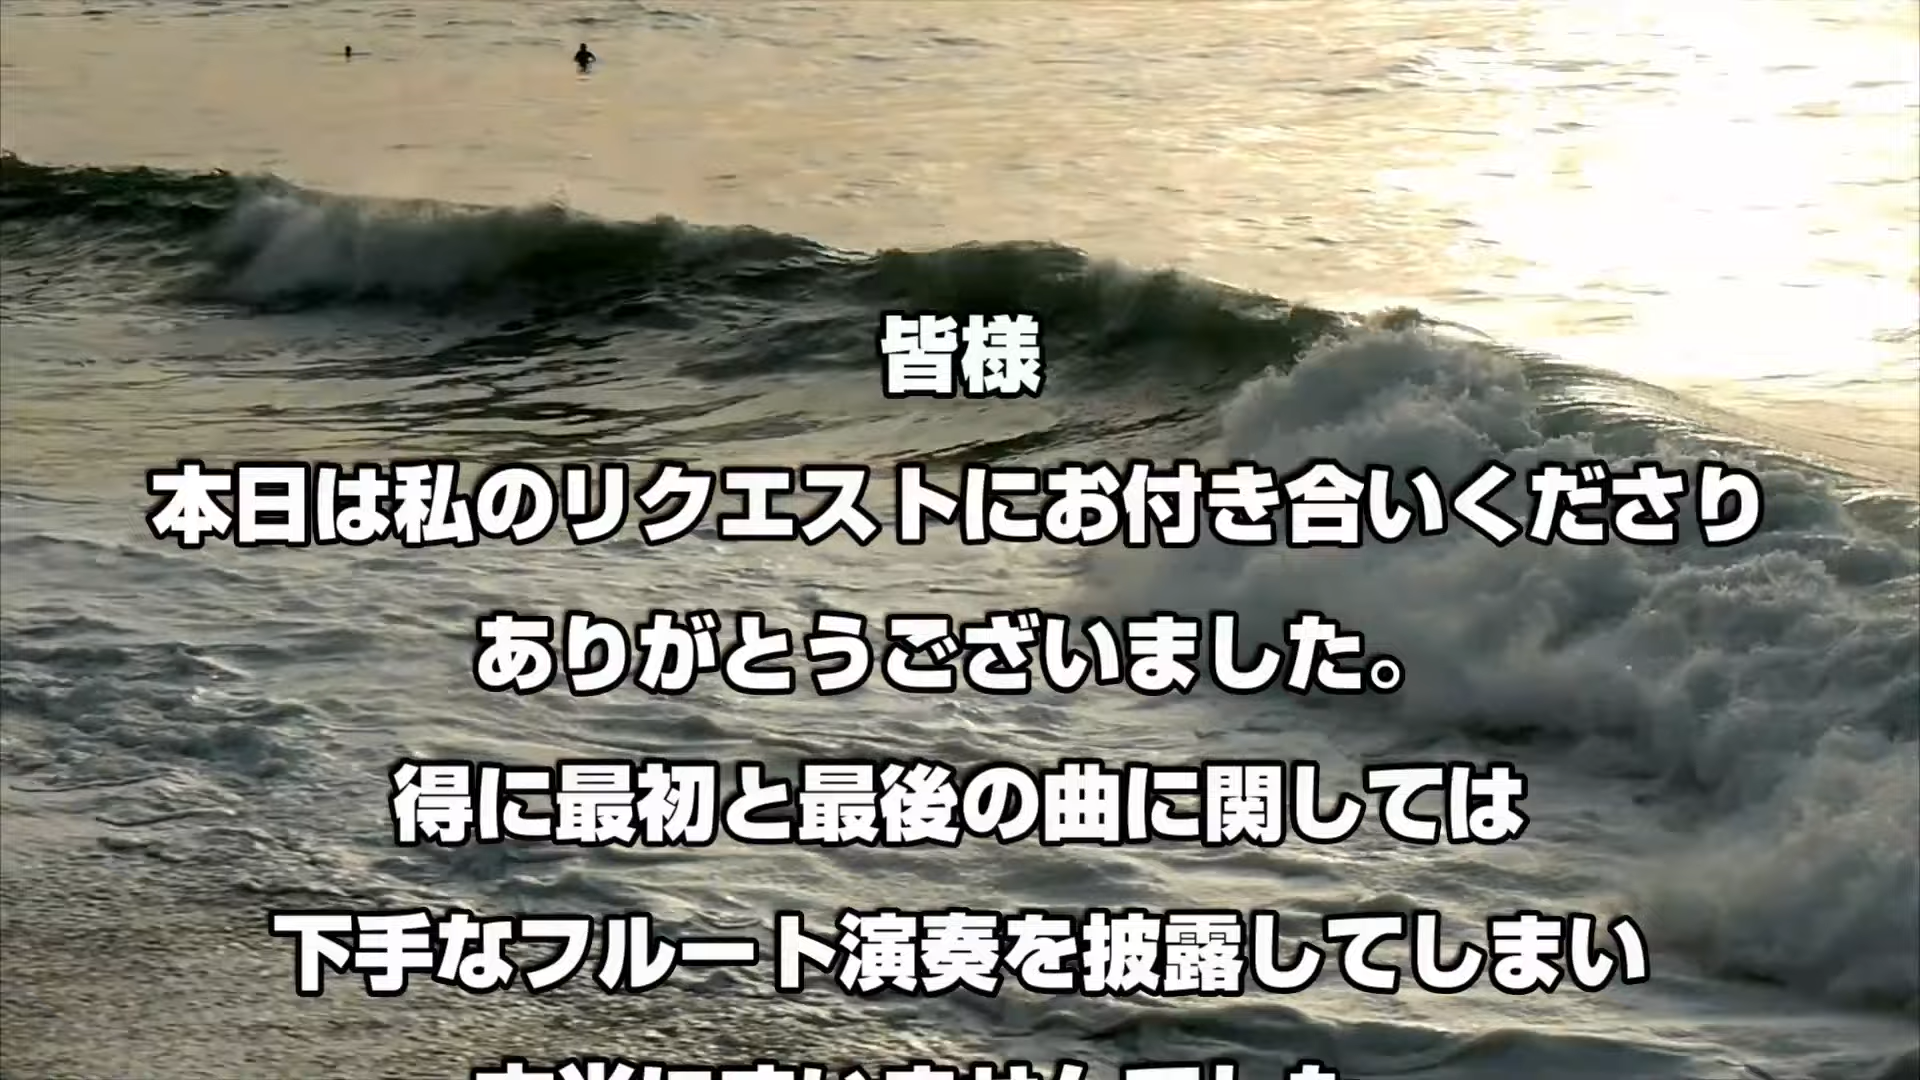 皆様
本日は私のリクエストにお付き合いくださり
ありがとうございました。
得に最初と最後の曲に関しては
下手なフルート演奏を披露してしまい